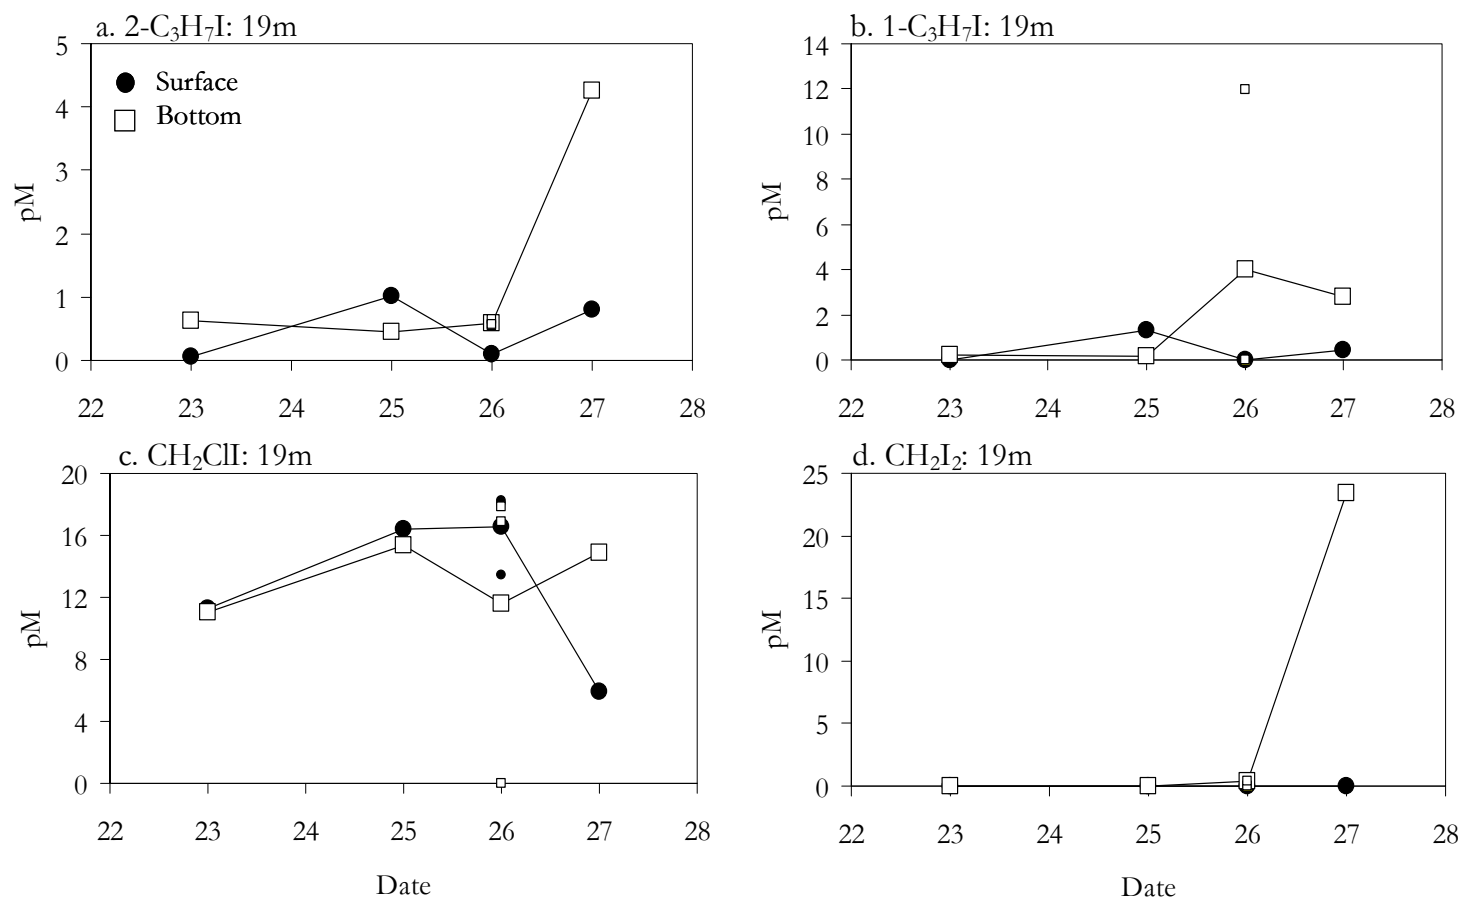 a. 2-C₃H₇I: 19m
5
4
3
2
1
0
pM
Surface
Bottom
22 23 24 25 26 27 28
b. 1-C₃H₇I: 19m
14
12
10
8
6
4
2
0
pM
22 23 24 25 26 27 28
c. CH₂ClI: 19m
20
16
12
8
4
0
pM
22 23 25 26 27 28
Date
d. CH₂I₂: 19m
25
20
15
10
5
0
pM
22 23 24 25 26 27 28
Date